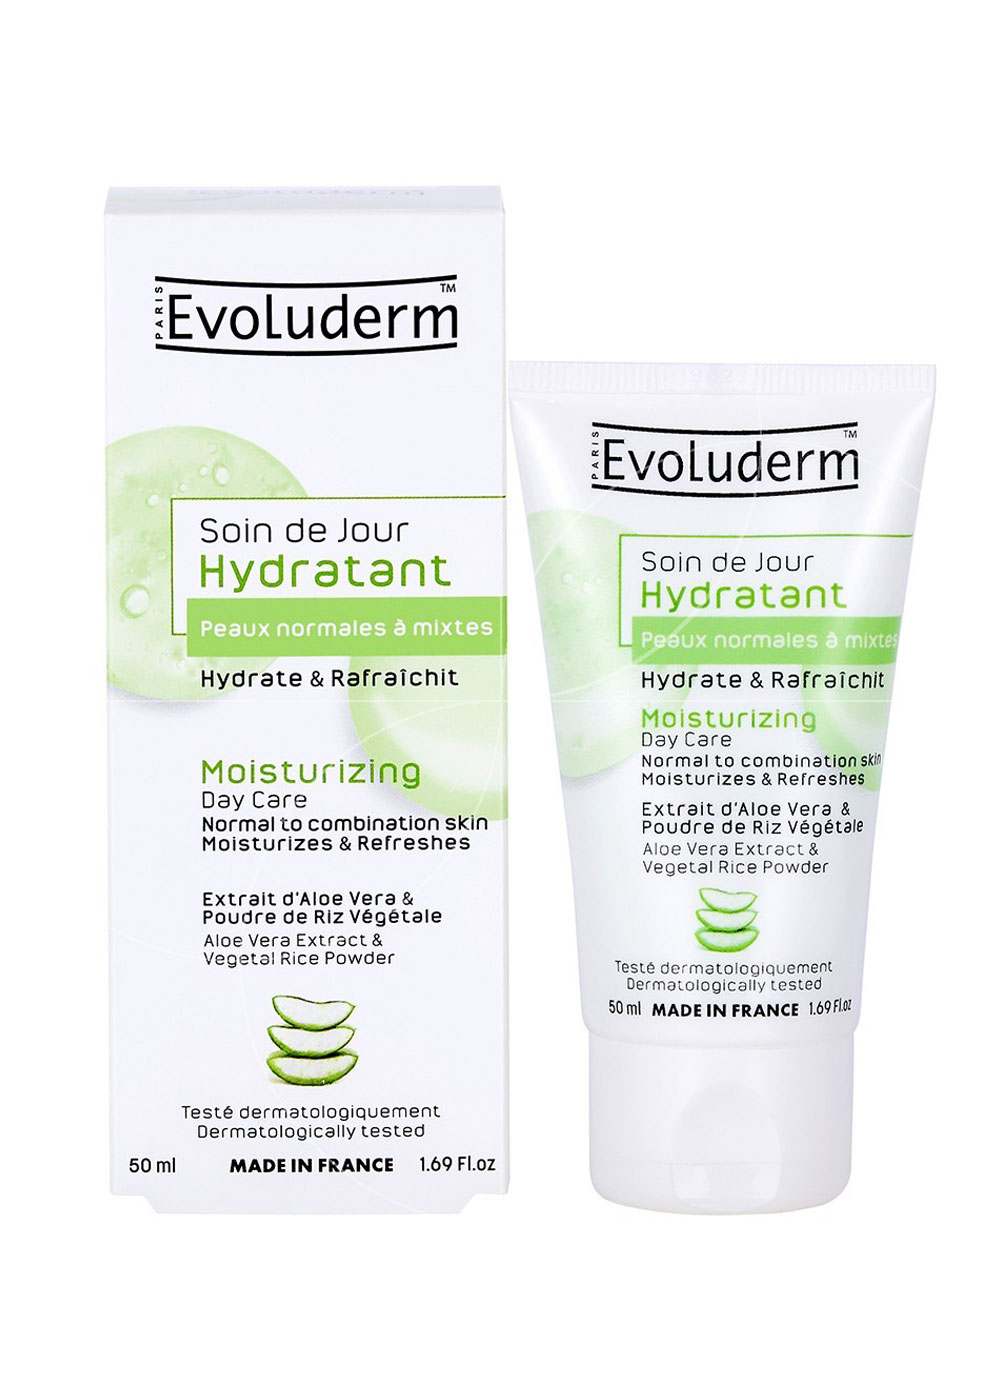 PARIS
Evoluderm™
Soin de Jour
Hydratant
Peaux normales à mixtes
Hydrate & Rafraîchit
Moisturizing
Day Care
Normal to combination skin
Moisturizes & Refreshes
Extrait d'Aloe Vera &
Poudre de Riz Végétale
Aloe Vera Extract &
Vegetal Rice Powder
Testé dermatologiquement
Dermatologically tested
50 ml MADE IN FRANCE 1.69 Fl.oz
PARIS
Evoluderm™
Soin de Jour
Hydratant
Peaux normales à mixtes
Hydrate & Rafraîchit
Moisturizing
Day Care
Normal to combination skin
Moisturizes & Refreshes
Extrait d'Aloe Vera &
Poudre de Riz Végétale
Aloe Vera Extract &
Vegetal Rice Powder
Testé dermatologiquement
Dermatologically tested
50 ml MADE IN FRANCE 1.69 Fl.oz